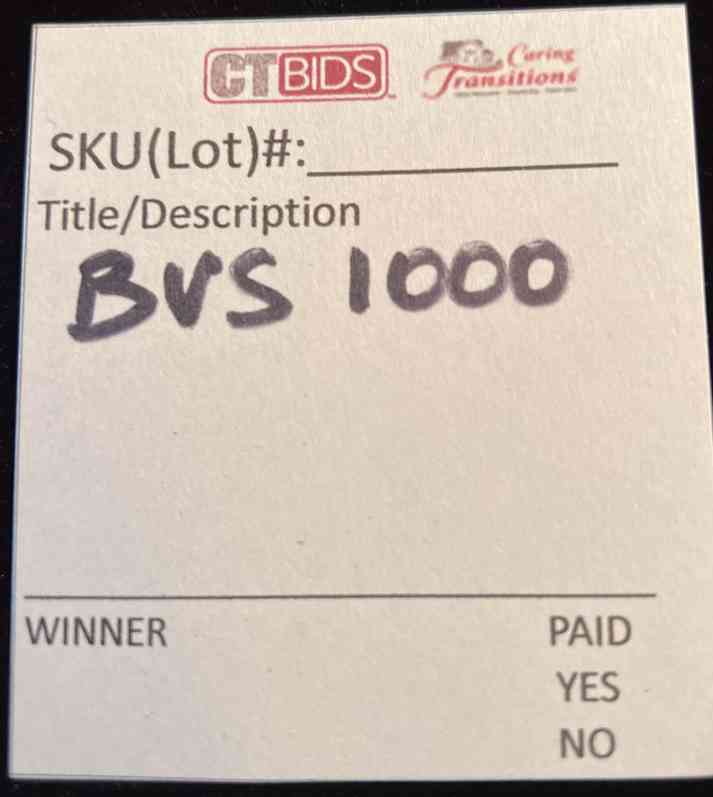 CTBIDS
Caring
Transitions
SKU(Lot)#:
Title/Description
BVS 1000
WINNER PAID
YES
NO